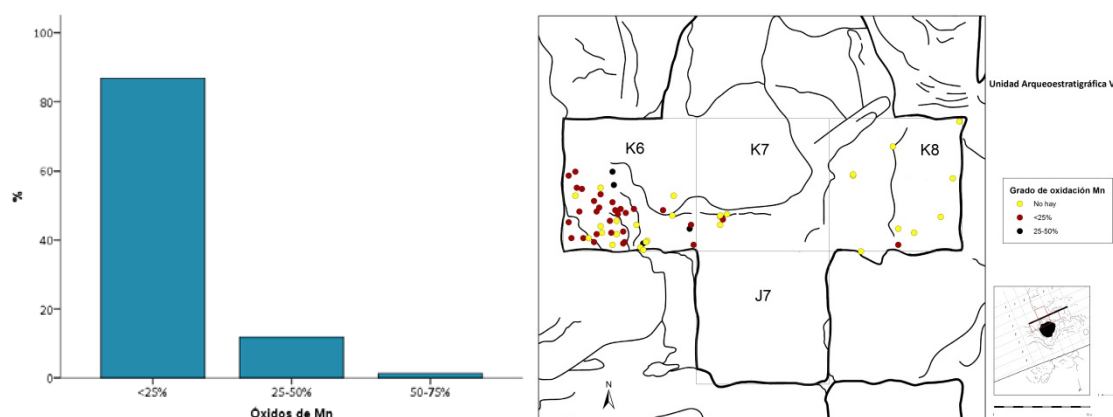 100
80
60
%
40
20
0
<25%
25-50%
50-75%
Óxidos de Mn
Unidad Arqueoestratigráfica V
K6
K7
K8
J7
N
Grado de oxidación Mn
No hay
<25%
25-50%